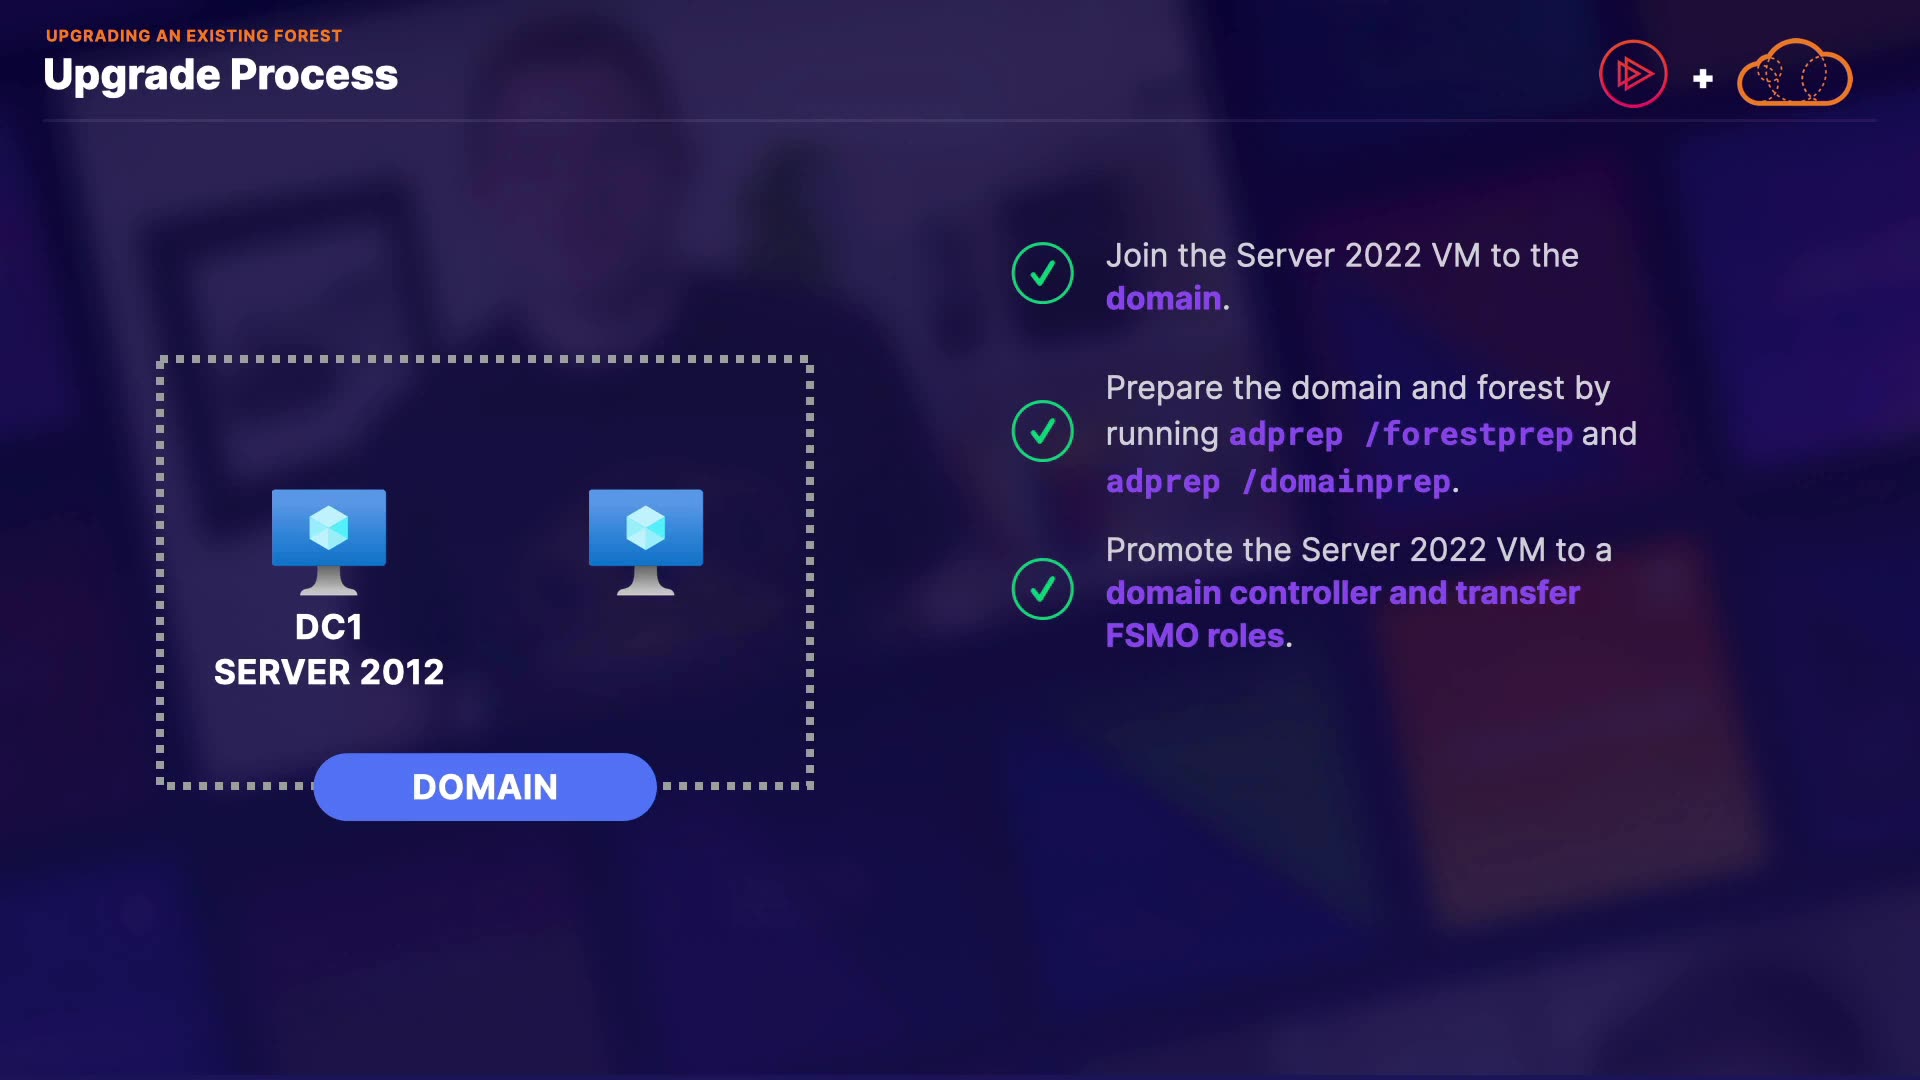 UPGRADING AN EXISTING FOREST
Upgrade Process
Join the Server 2022 VM to the
domain.
Prepare the domain and forest by
running adprep /forestprep and
adprep /domainprep.
Promote the Server 2022 VM to a
domain controller and transfer
FSMO roles.
DC1
SERVER 2012
DOMAIN